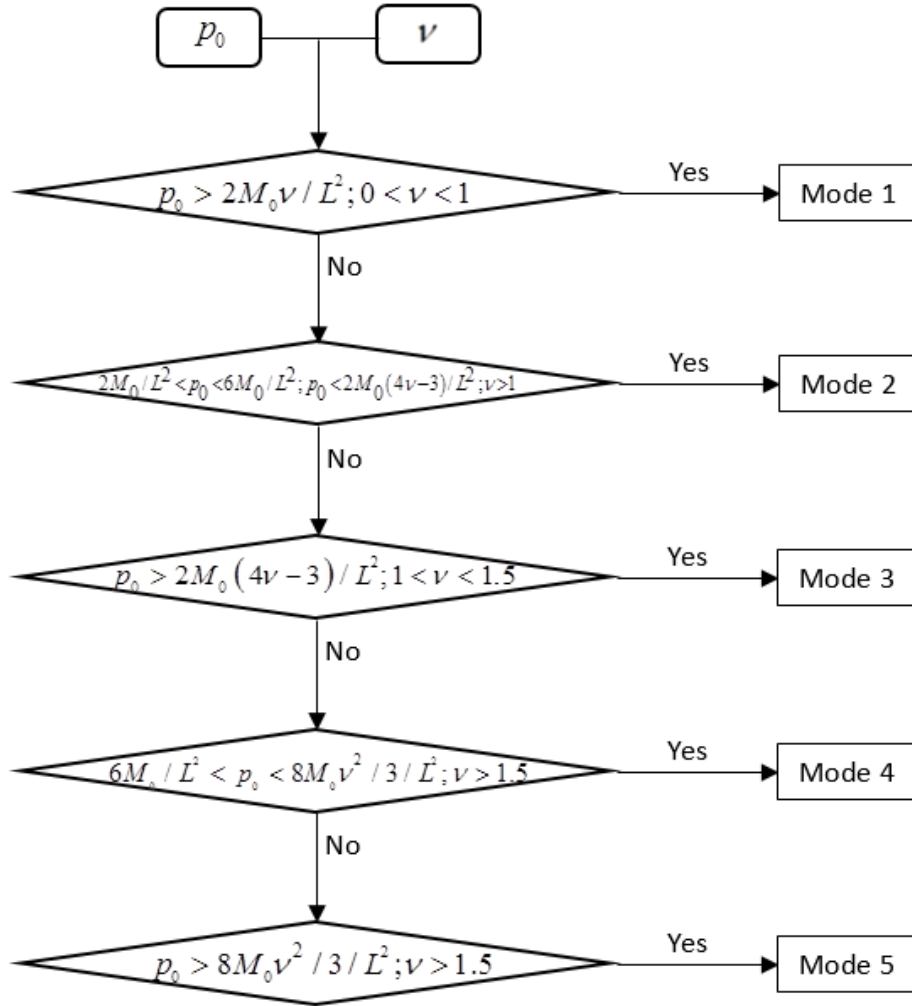 p₀ ν
p₀ > 2M₀ν / L²; 0 < ν < 1
Yes
Mode 1
No
2M₀/L² < p₀ < 6M₀/L²; p₀ < 2M₀(4ν−3)/L²; ν>1
Yes
Mode 2
No
p₀ > 2M₀(4ν − 3) / L²; 1 < ν < 1.5
Yes
Mode 3
No
6M₀ / L² < p₀ < 8M₀ν² / 3 / L²; ν > 1.5
Yes
Mode 4
No
p₀ > 8M₀ν² / 3 / L²; ν > 1.5
Yes
Mode 5